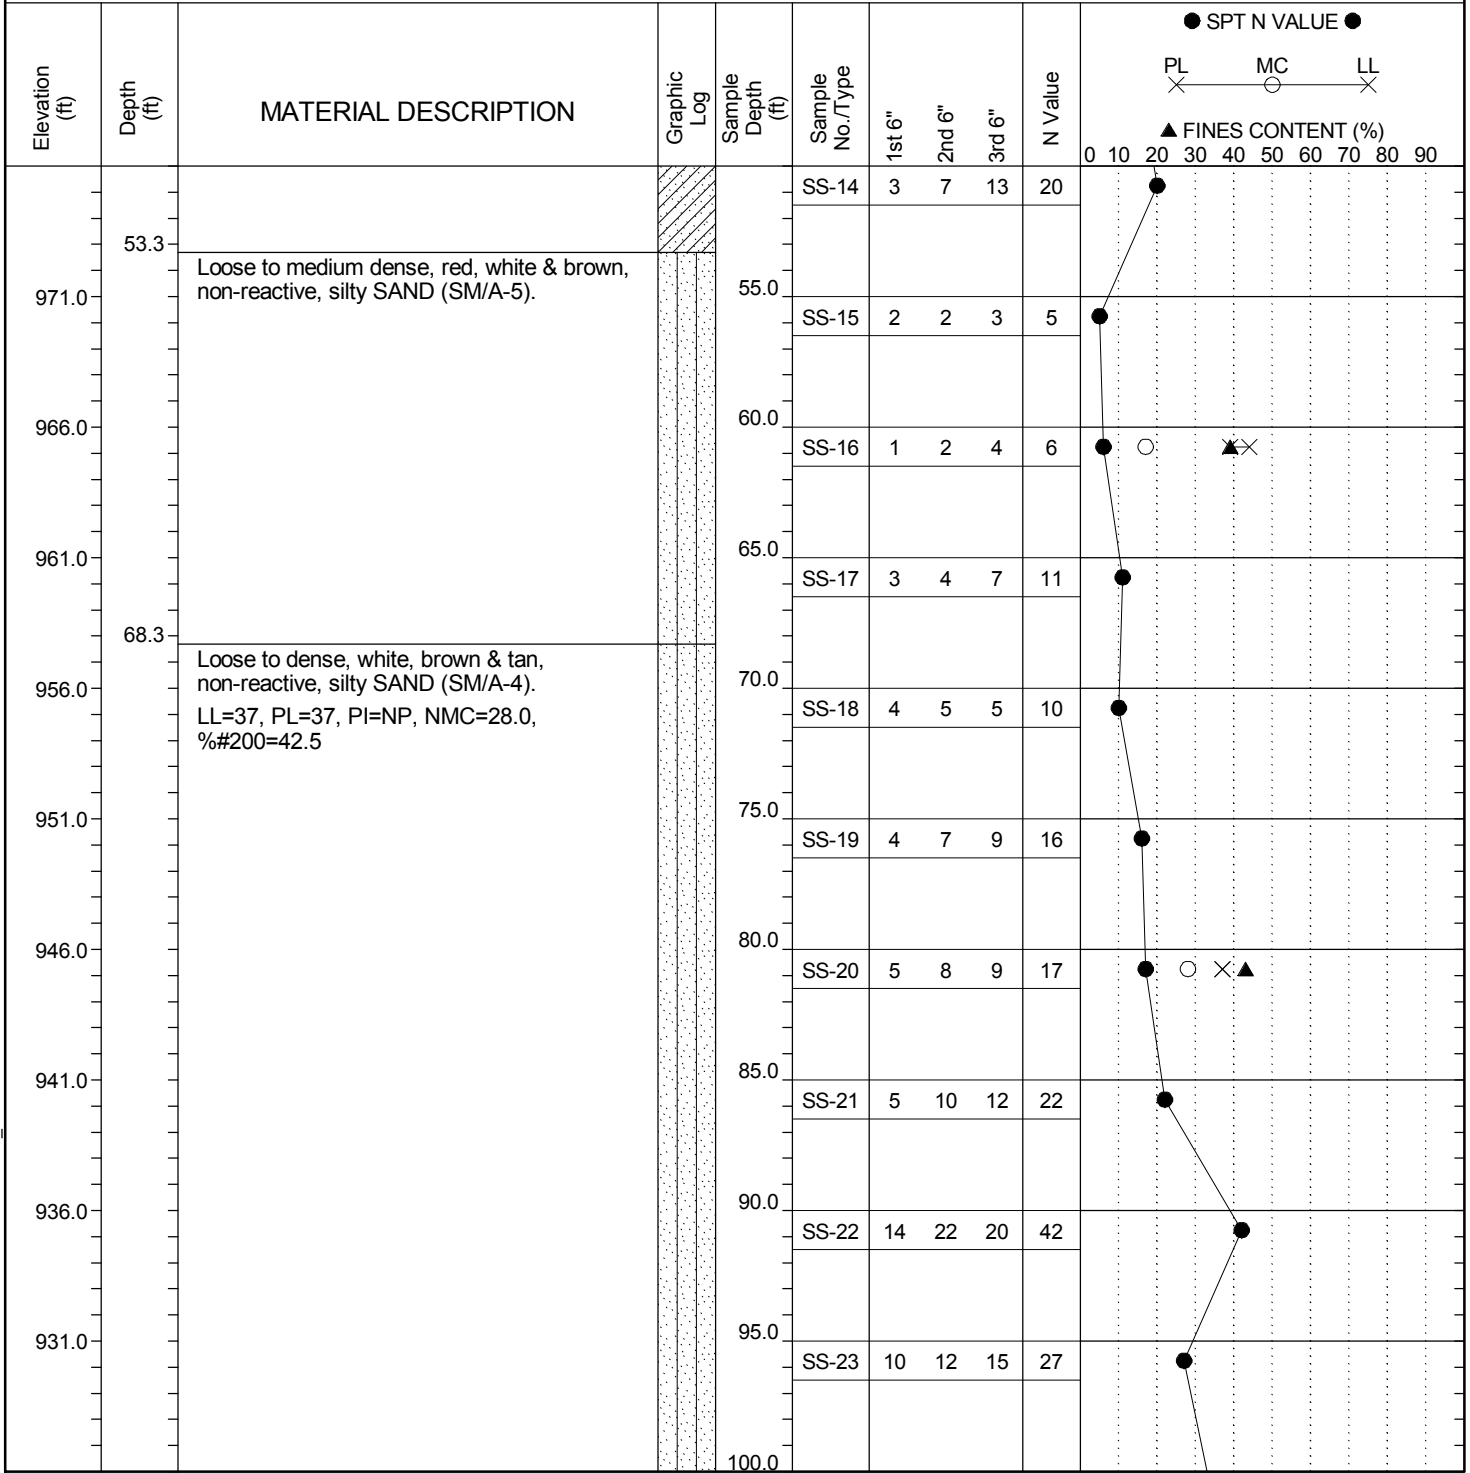 Elevation (ft)
Depth (ft)
MATERIAL DESCRIPTION
Graphic Log
Sample Depth (ft)
Sample No./Type
1st 6"
2nd 6"
3rd 6"
N Value
SPT N VALUE
PL MC LL
FINES CONTENT (%)
0 10 20 30 40 50 60 70 80 90
SS-14 3 7 13 20
53.3
Loose to medium dense, red, white & brown,
non-reactive, silty SAND (SM/A-5).
971.0 55.0
SS-15 2 2 3 5
966.0 60.0
SS-16 1 2 4 6
961.0 65.0
SS-17 3 4 7 11
68.3
Loose to dense, white, brown & tan,
non-reactive, silty SAND (SM/A-4).
956.0 70.0
LL=37, PL=37, PI=NP, NMC=28.0,
%#200=42.5
SS-18 4 5 5 10
951.0 75.0
SS-19 4 7 9 16
946.0 80.0
SS-20 5 8 9 17
941.0 85.0
SS-21 5 10 12 22
936.0 90.0
SS-22 14 22 20 42
931.0 95.0
SS-23 10 12 15 27
100.0